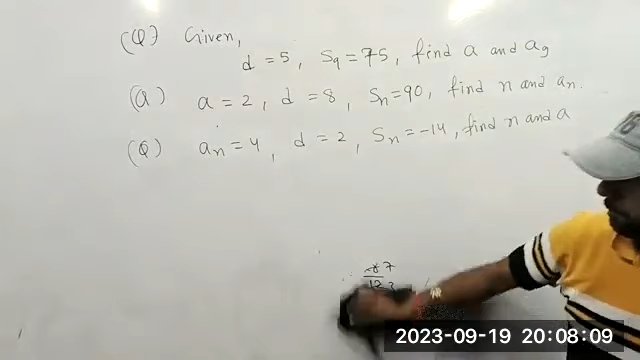 (Q) Given,
d = 5, S9 = 75, find a and a9
(Q) a = 2, d = 8, Sn = 90, find n and an.
(Q) an = 4, d = 2, Sn = -14, find n and a
2023-09-19 20:08:09